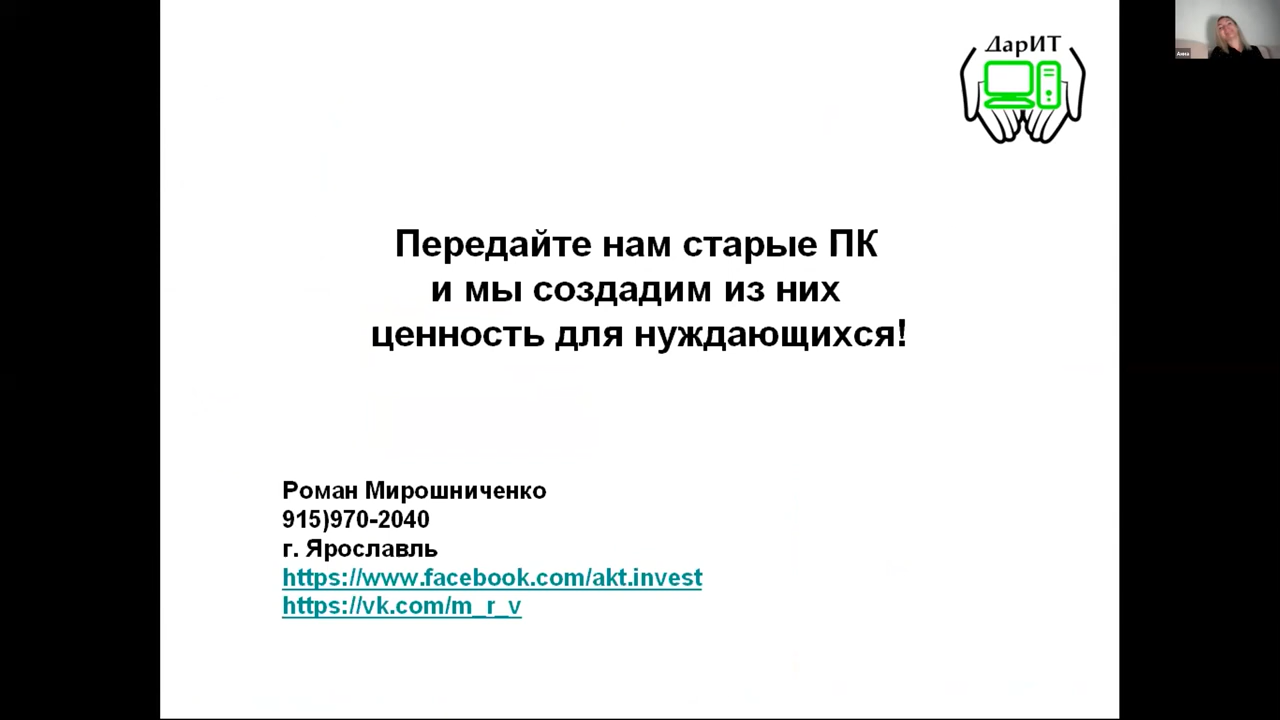 ДарИТ
Анна
Передайте нам старые ПК
и мы создадим из них
ценность для нуждающихся!
Роман Мирошниченко
915)970-2040
г. Ярославль
https://www.facebook.com/akt.invest
https://vk.com/m_r_v